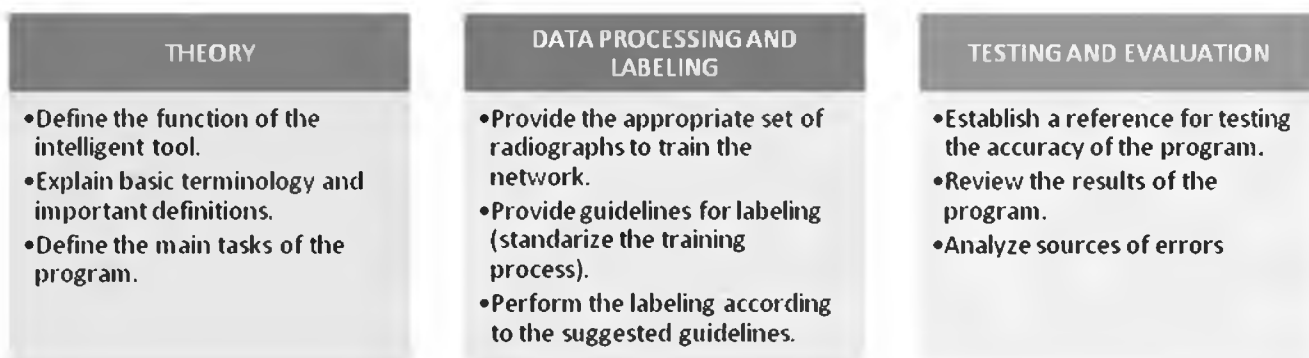 THEORY
•Define the function of the
intelligent tool.
•Explain basic terminology and
important definitions.
•Define the main tasks of the
program.
DATA PROCESSING AND
LABELING
•Provide the appropriate set of
radiographs to train the
network.
•Provide guidelines for labeling
(standarize the training
process).
•Perform the labeling according
to the suggested guidelines.
TESTING AND EVALUATION
•Establish a reference for testing
the accuracy of the program.
•Review the results of the
program.
•Analyze sources of errors